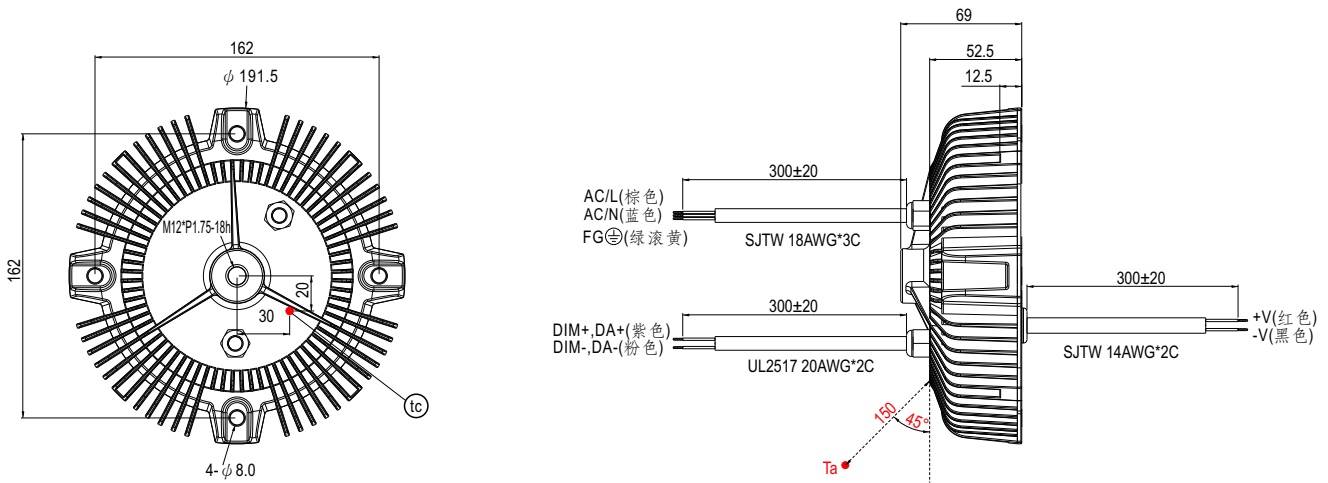 162
φ 191.5
162
M12*P1.75-18h
20
30
tc
4-φ8.0
69
52.5
12.5
300±20
AC/L(棕色)
AC/N(蓝色)
FG(绿滚黄)
SJTW 18AWG*3C
300±20
DIM+,DA+(紫色)
DIM-,DA-(粉色)
UL2517 20AWG*2C
300±20
+V(红色)
-V(黑色)
SJTW 14AWG*2C
150
45°
Ta